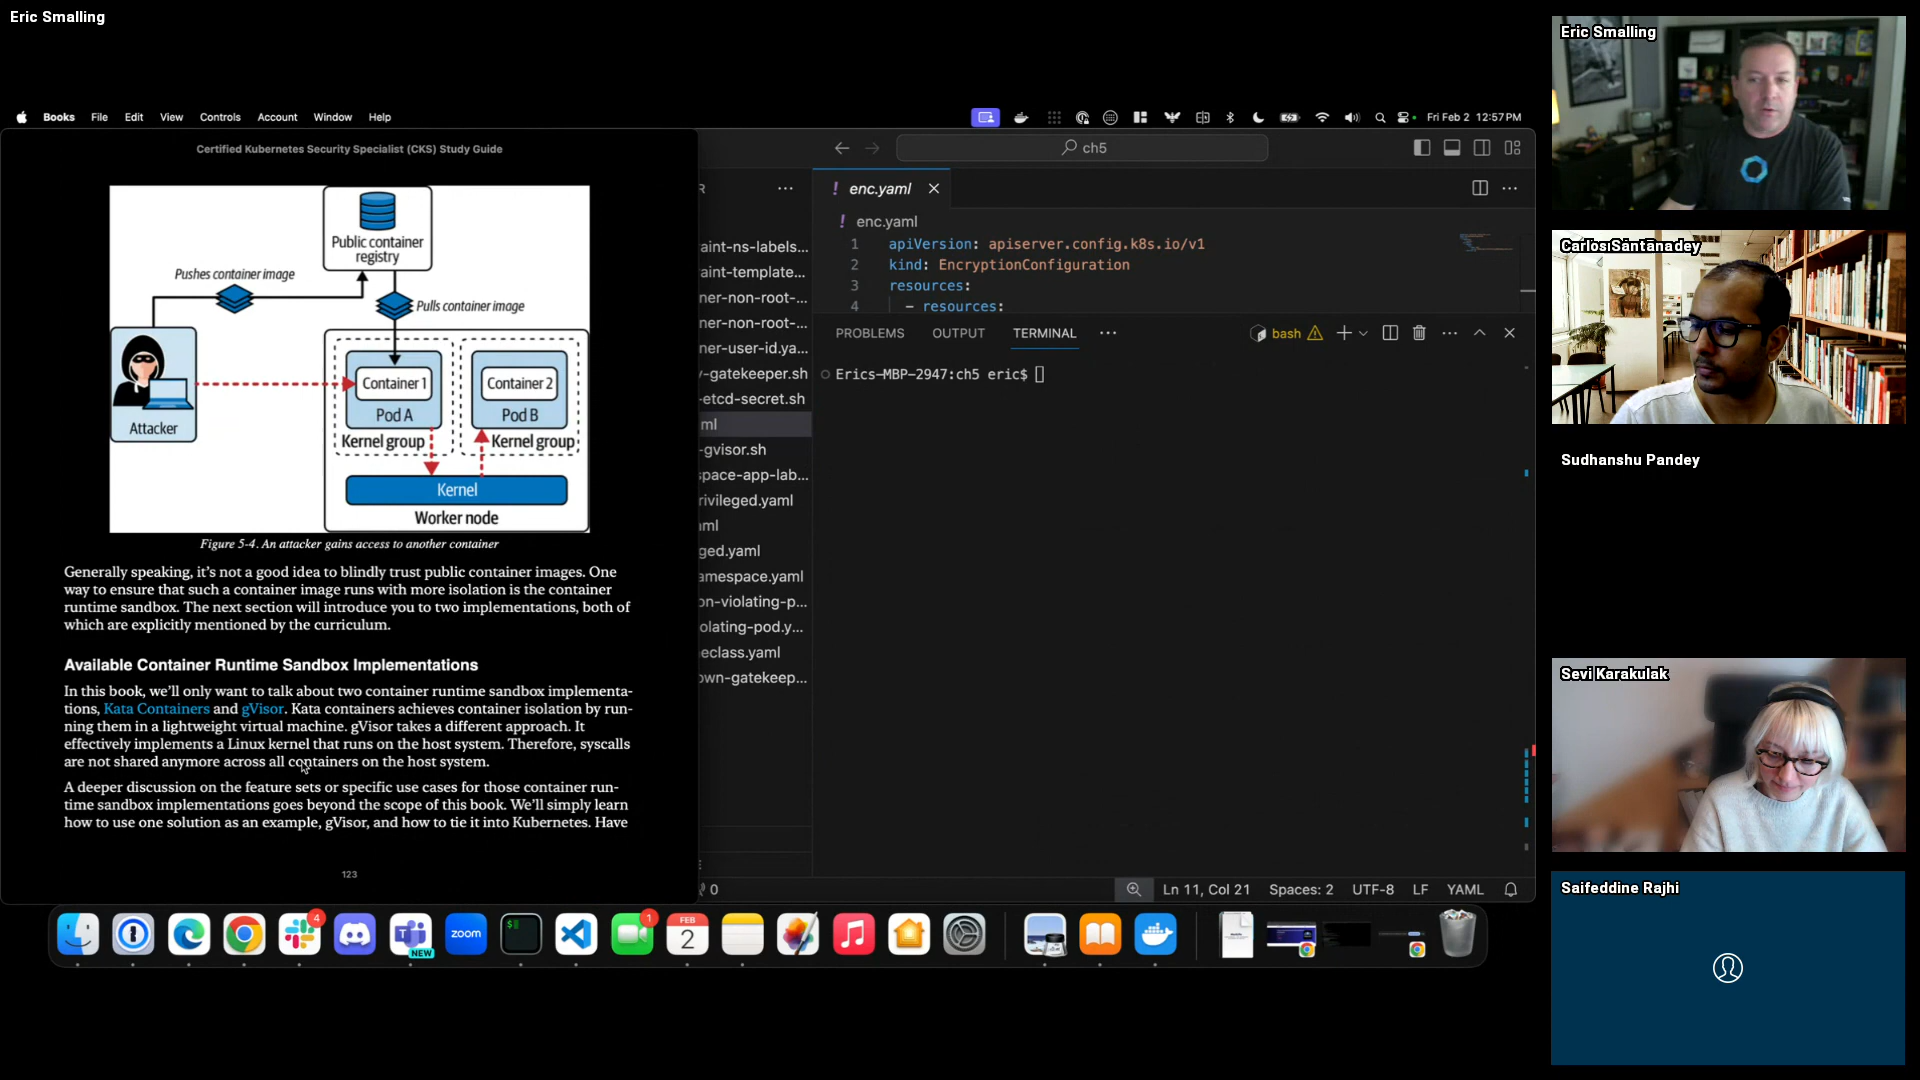 Eric Smalling
Books File Edit View Controls Account Window Help
Fri Feb 2 12:57 PM
Certified Kubernetes Security Specialist (CKS) Study Guide
Public container
registry
Pushes container image
Pulls container image
Container 1
Container 2
Pod A
Pod B
Attacker
Kernel group
Kernel group
Kernel
Worker node
Figure 5-4. An attacker gains access to another container
Generally speaking, it's not a good idea to blindly trust public container images. One
way to ensure that such a container image runs with more isolation is the container
runtime sandbox. The next section will introduce you to two implementations, both of
which are explicitly mentioned by the curriculum.
Available Container Runtime Sandbox Implementations
In this book, we'll only want to talk about two container runtime sandbox implementa-
tions, Kata Containers and gVisor. Kata containers achieves container isolation by run-
ning them in a lightweight virtual machine. gVisor takes a different approach. It
effectively implements a Linux kernel that runs on the host system. Therefore, syscalls
are not shared anymore across all containers on the host system.
A deeper discussion on the feature sets or specific use cases for those container run-
time sandbox implementations goes beyond the scope of this book. We'll simply learn
how to use one solution as an example, gVisor, and how to tie it into Kubernetes. Have
123
ch5
R
aint-ns-labels...
aint-template...
ner-non-root-...
ner-non-root-...
ner-user-id.ya...
y-gatekeeper.sh
-etcd-secret.sh
ml
-gvisor.sh
space-app-lab...
rivileged.yaml
ml
ged.yaml
amespace.yaml
on-violating-p...
olating-pod.y...
eclass.yaml
own-gatekeep...
! enc.yaml
! enc.yaml
1 apiVersion: apiserver.config.k8s.io/v1
2 kind: EncryptionConfiguration
3 resources:
4 - resources:
PROBLEMS OUTPUT TERMINAL
bash
Erics-MBP-2947:ch5 eric$
0
Ln 11, Col 21 Spaces: 2 UTF-8 LF YAML
4
NEW
zoom
$
1
FEB
2
Eric Smalling
Sudhanshu Pandey
Sevi Karakulak
Saifeddine Rajhi